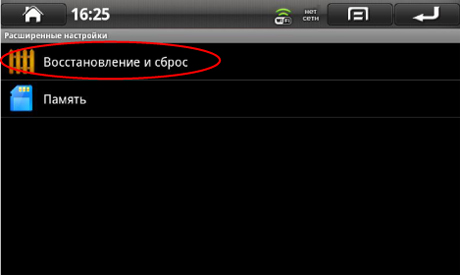 16:25
нет
сети
Расширенные настройки
Восстановление и сброс
Память